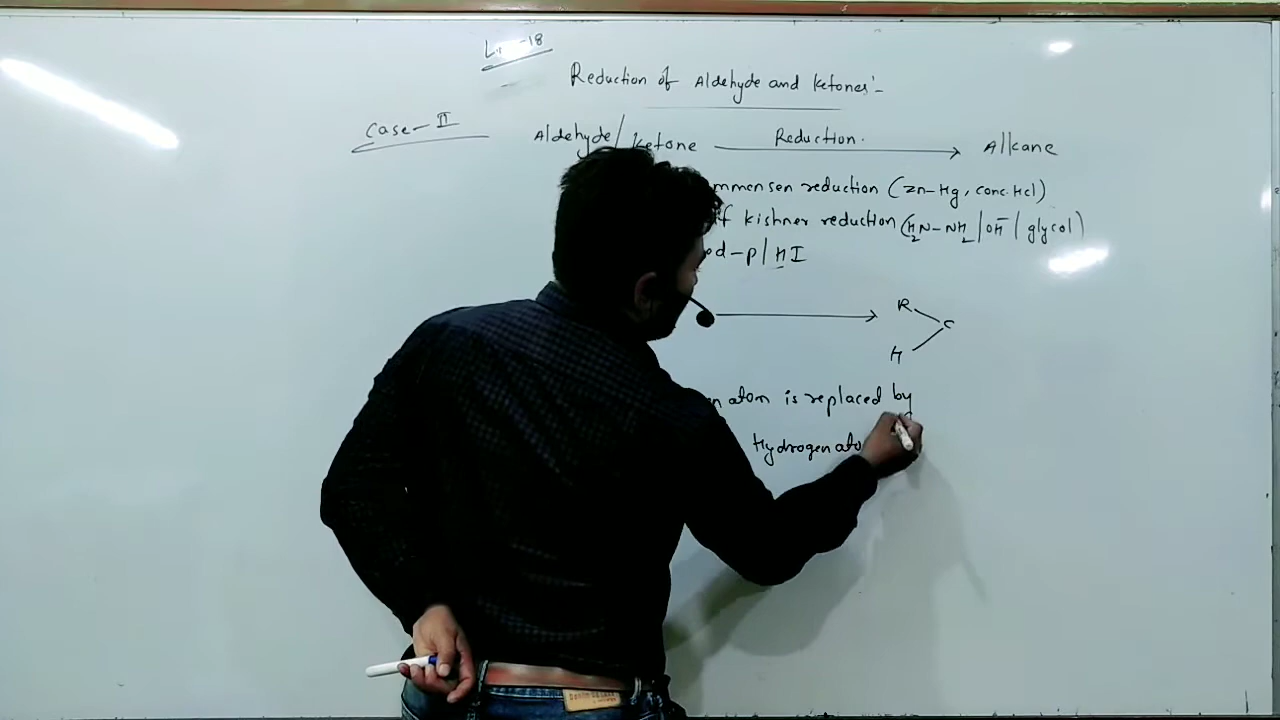 -18
Reduction of Aldehyde and Ketones:-
Case-II
Aldehyde/Ketone Reduction. Alkane
mmensen reduction (Zn-Hg, conc.Hcl)
ff kishner reduction (H2N-NH2/OH-/glycol)
ed-p/HI
R
C
H
n atom is replaced by
Hydrogen ato